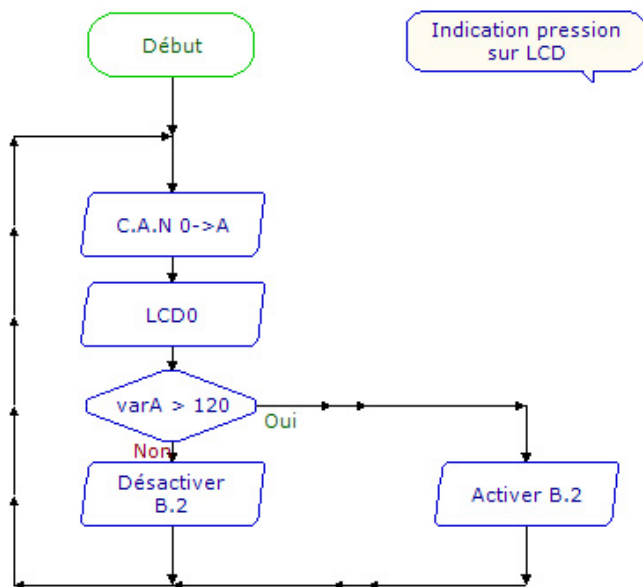 Début
Indication pression
sur LCD
C.A.N 0->A
LCD0
varA > 120
Oui
Non
Désactiver
B.2
Activer B.2